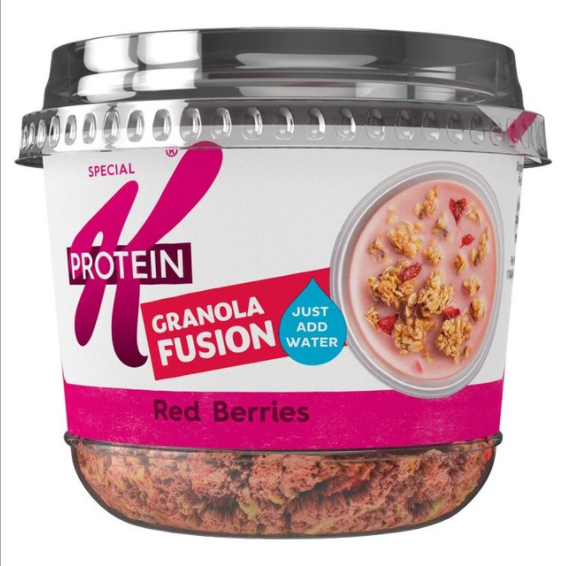 ®
SPECIAL
K
PROTEIN
GRANOLA
FUSION
JUST
ADD
WATER
Red Berries